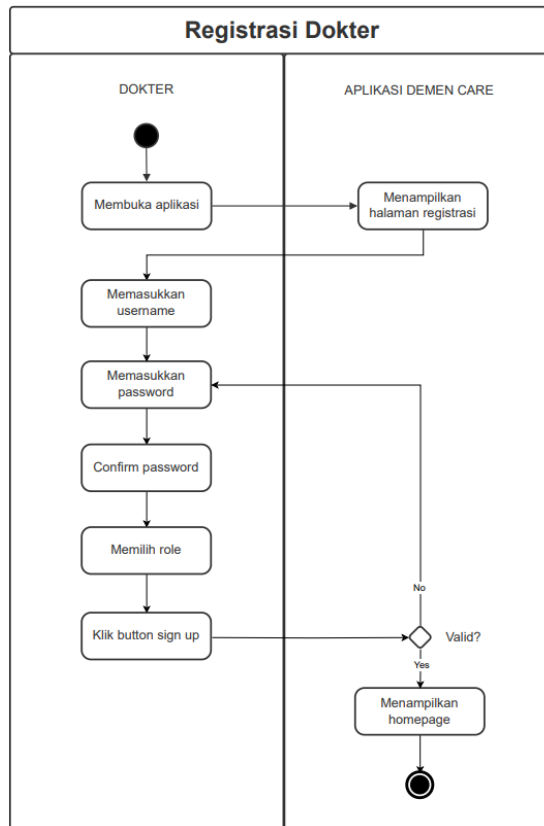 Registrasi Dokter
DOKTER
APLIKASI DEMEN CARE
Membuka aplikasi
Menampilkan
halaman registrasi
Memasukkan
username
Memasukkan
password
Confirm password
Memilih role
Klik button sign up
No
Valid?
Yes
Menampilkan
homepage